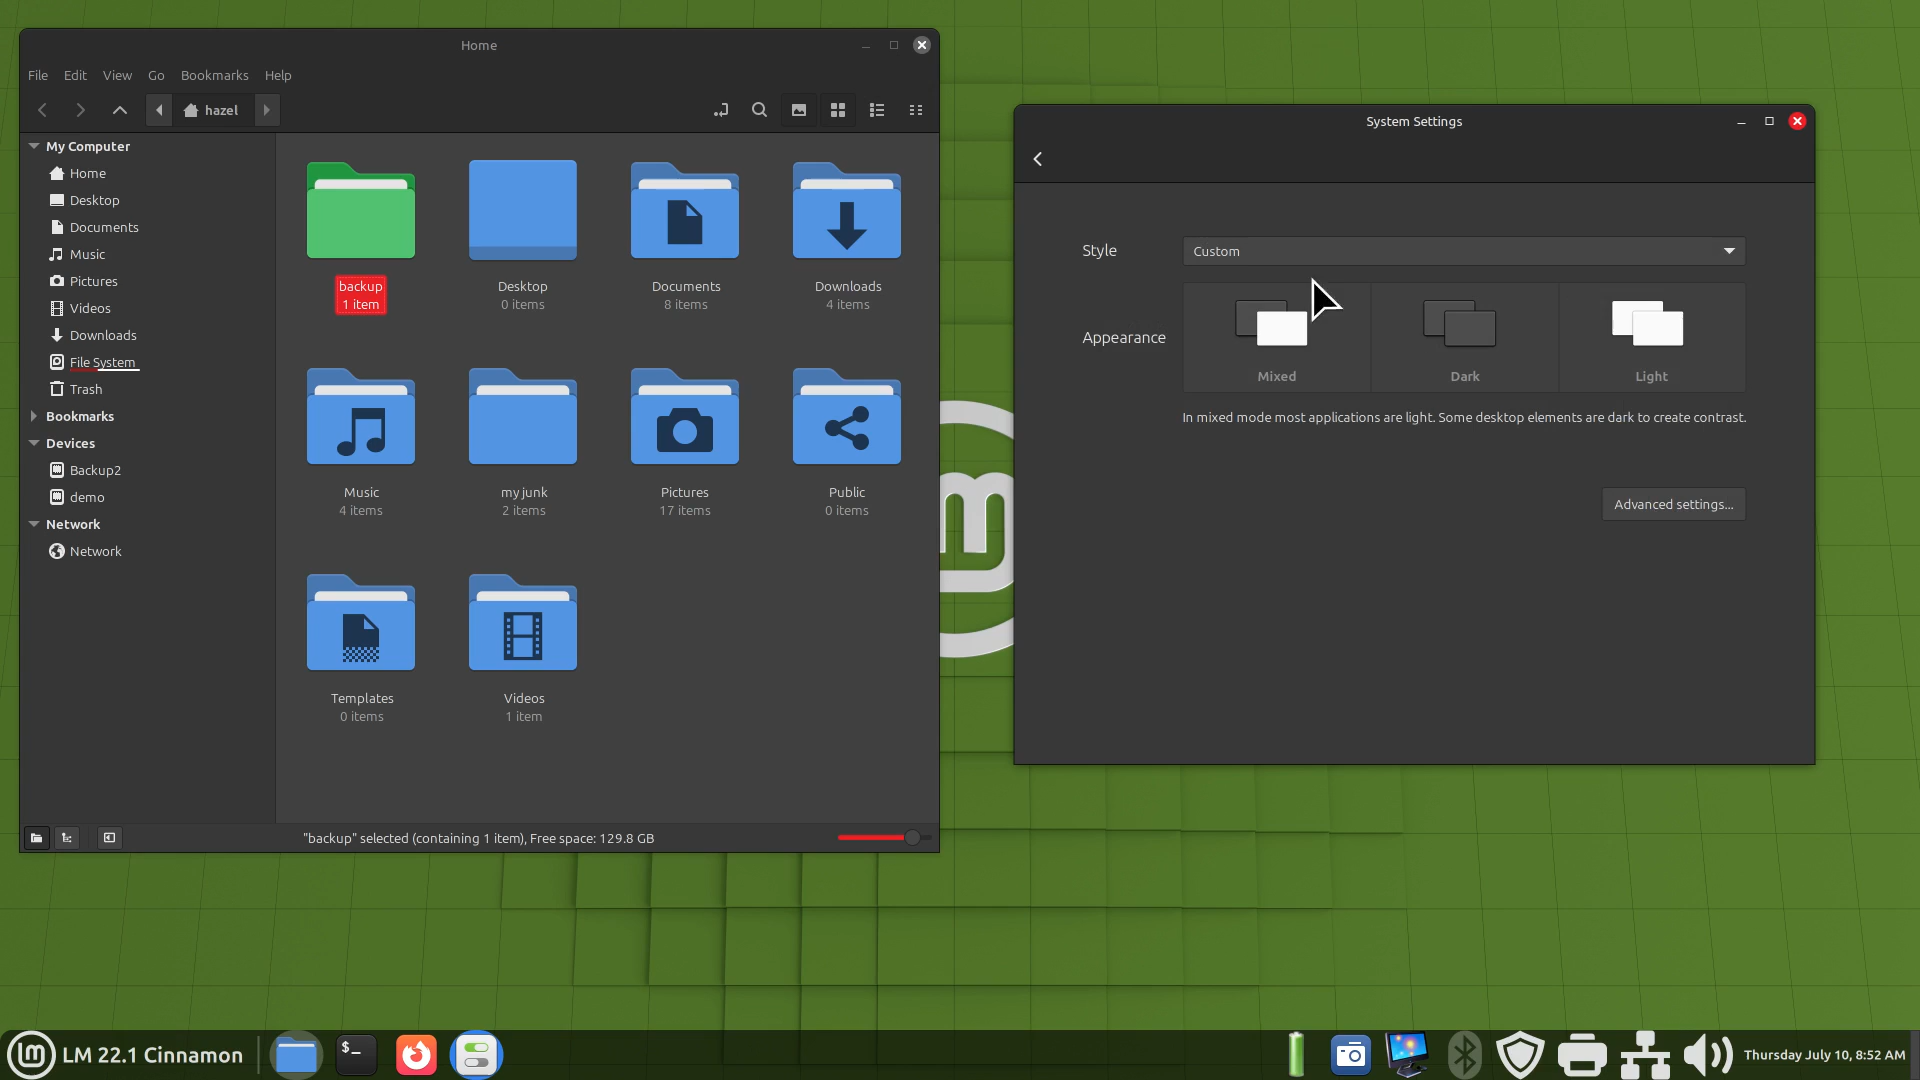 Home
File Edit View Go Bookmarks Help
hazel
My Computer
Home
Desktop
Documents
Music
Pictures
Videos
Downloads
File System
Trash
Bookmarks
Devices
Backup2
demo
Network
Network
backup
1 item
Desktop
0 items
Documents
8 items
Downloads
4 items
Music
4 items
my junk
2 items
Pictures
17 items
Public
0 items
Templates
0 items
Videos
1 item
"backup" selected (containing 1 item), Free space: 129.8 GB
System Settings
Style
Custom
Appearance
Mixed
Dark
Light
In mixed mode most applications are light. Some desktop elements are dark to create contrast.
Advanced settings...
LM 22.1 Cinnamon
$_
Thursday July 10, 8:52 AM